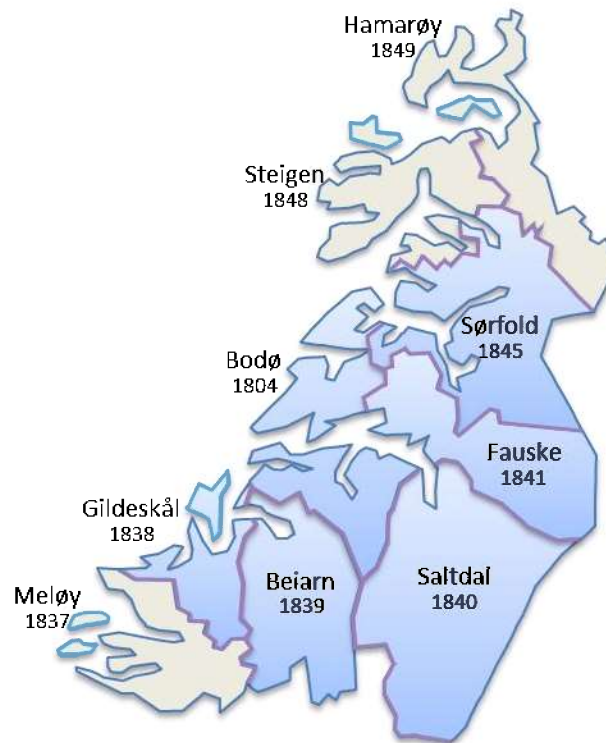 Hamarøy
1849
Steigen
1848
Sørfold
1845
Bodø
1804
Fauske
1841
Gildeskål
1838
Beiarn
1839
Saltdal
1840
Meløy
1837